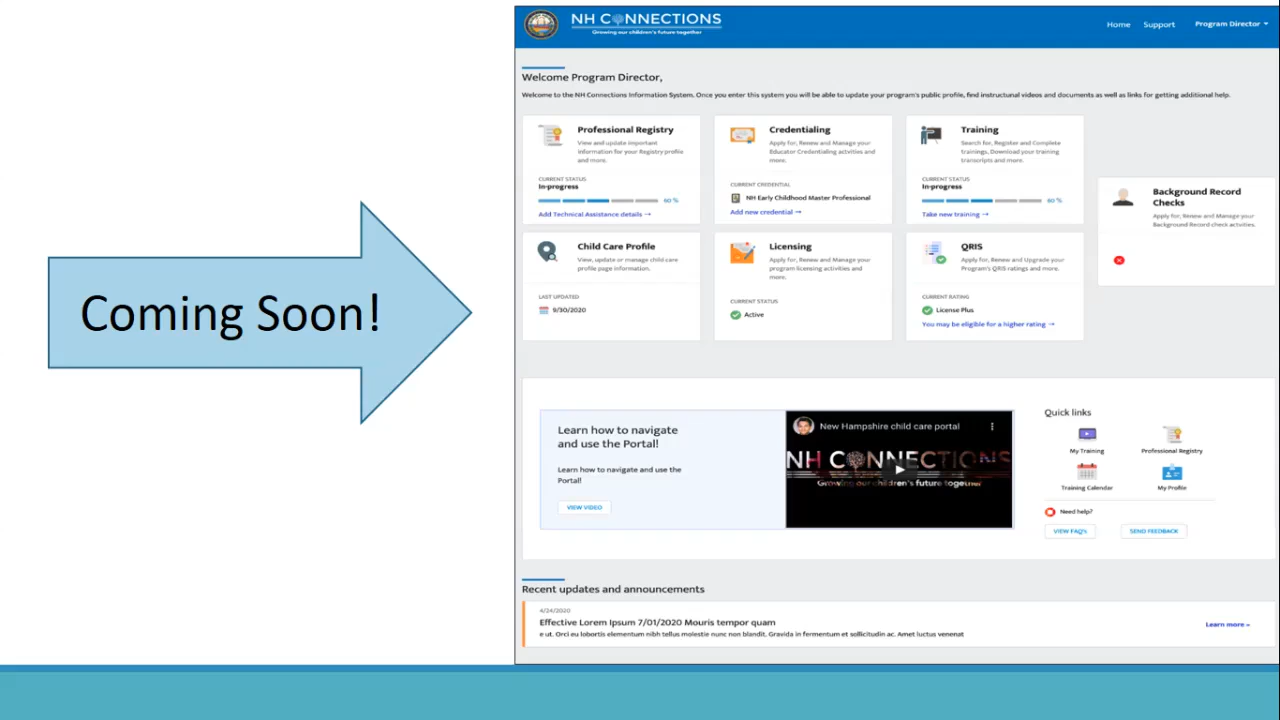 Coming Soon!
NH CONNECTIONS
Growing our children's future together
Home
Support
Program Director
Welcome Program Director,
Welcome to the NH Connections Information System. Once you enter this system you will be able to update your program's public profile, find instructional videos and documents as well as links for getting additional help.
Professional Registry
View and update important
information for your Registry profile
and more.
CURRENT STATUS
In-progress
60 %
Add Technical Assistance details →
Credentialing
Apply for, Renew and Manage your
Educator Credentialing activities and
more.
CURRENT CREDENTIAL
NH Early Childhood Master Professional
Add new credential →
Training
Search for, Register and Complete
trainings, Download your training
transcripts and more.
CURRENT STATUS
In-progress
60 %
Take new training →
Background Record
Checks
Apply for, Renew and Manage your
Background Record check activities.
Child Care Profile
View, update or manage child care
profile page information.
LAST UPDATED
9/30/2020
Licensing
Apply for, Renew and Manage your
program licensing activities and
more.
CURRENT STATUS
Active
QRIS
Apply for, Renew and Upgrade your
Program's QRIS ratings and more.
CURRENT RATING
License Plus
You may be eligible for a higher rating →
Learn how to navigate
and use the Portal!
Learn how to navigate and use the
Portal!
VIEW VIDEO
New Hampshire child care portal
NH CONNECTIONS
Growing our children's future together
Quick links
My Training
Professional Registry
Training Calendar
My Profile
Need help?
VIEW FAQ's
SEND FEEDBACK
Recent updates and announcements
4/24/2020
Effective Lorem Ipsum 7/01/2020 Mouris tempor quam
e ut. Orci eu lobortis elementum nibh tellus molestie nunc non blandit. Gravida in fermentum et sollicitudin ac. Amet luctus venenat
Learn more »